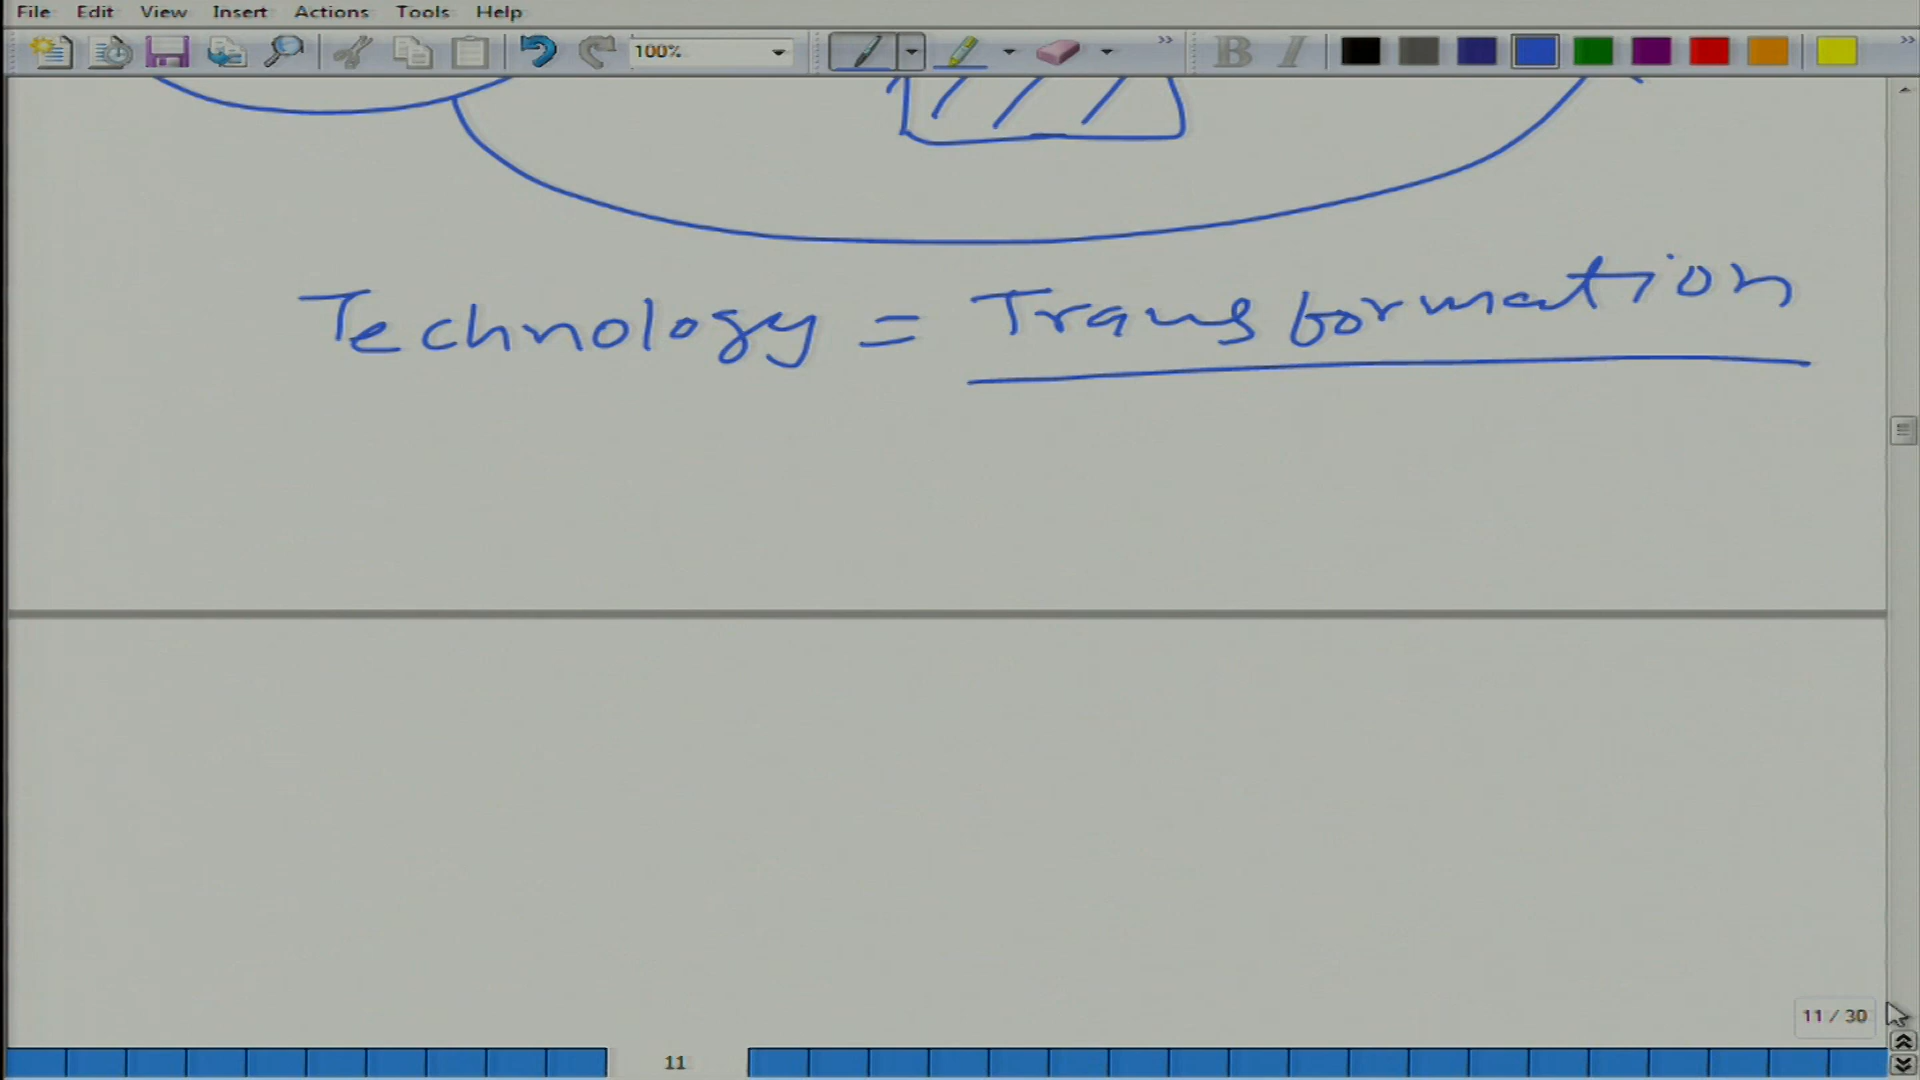 File Edit View Insert Actions Tools Help
100%
B I
Technology = Transformation
11 / 30
11